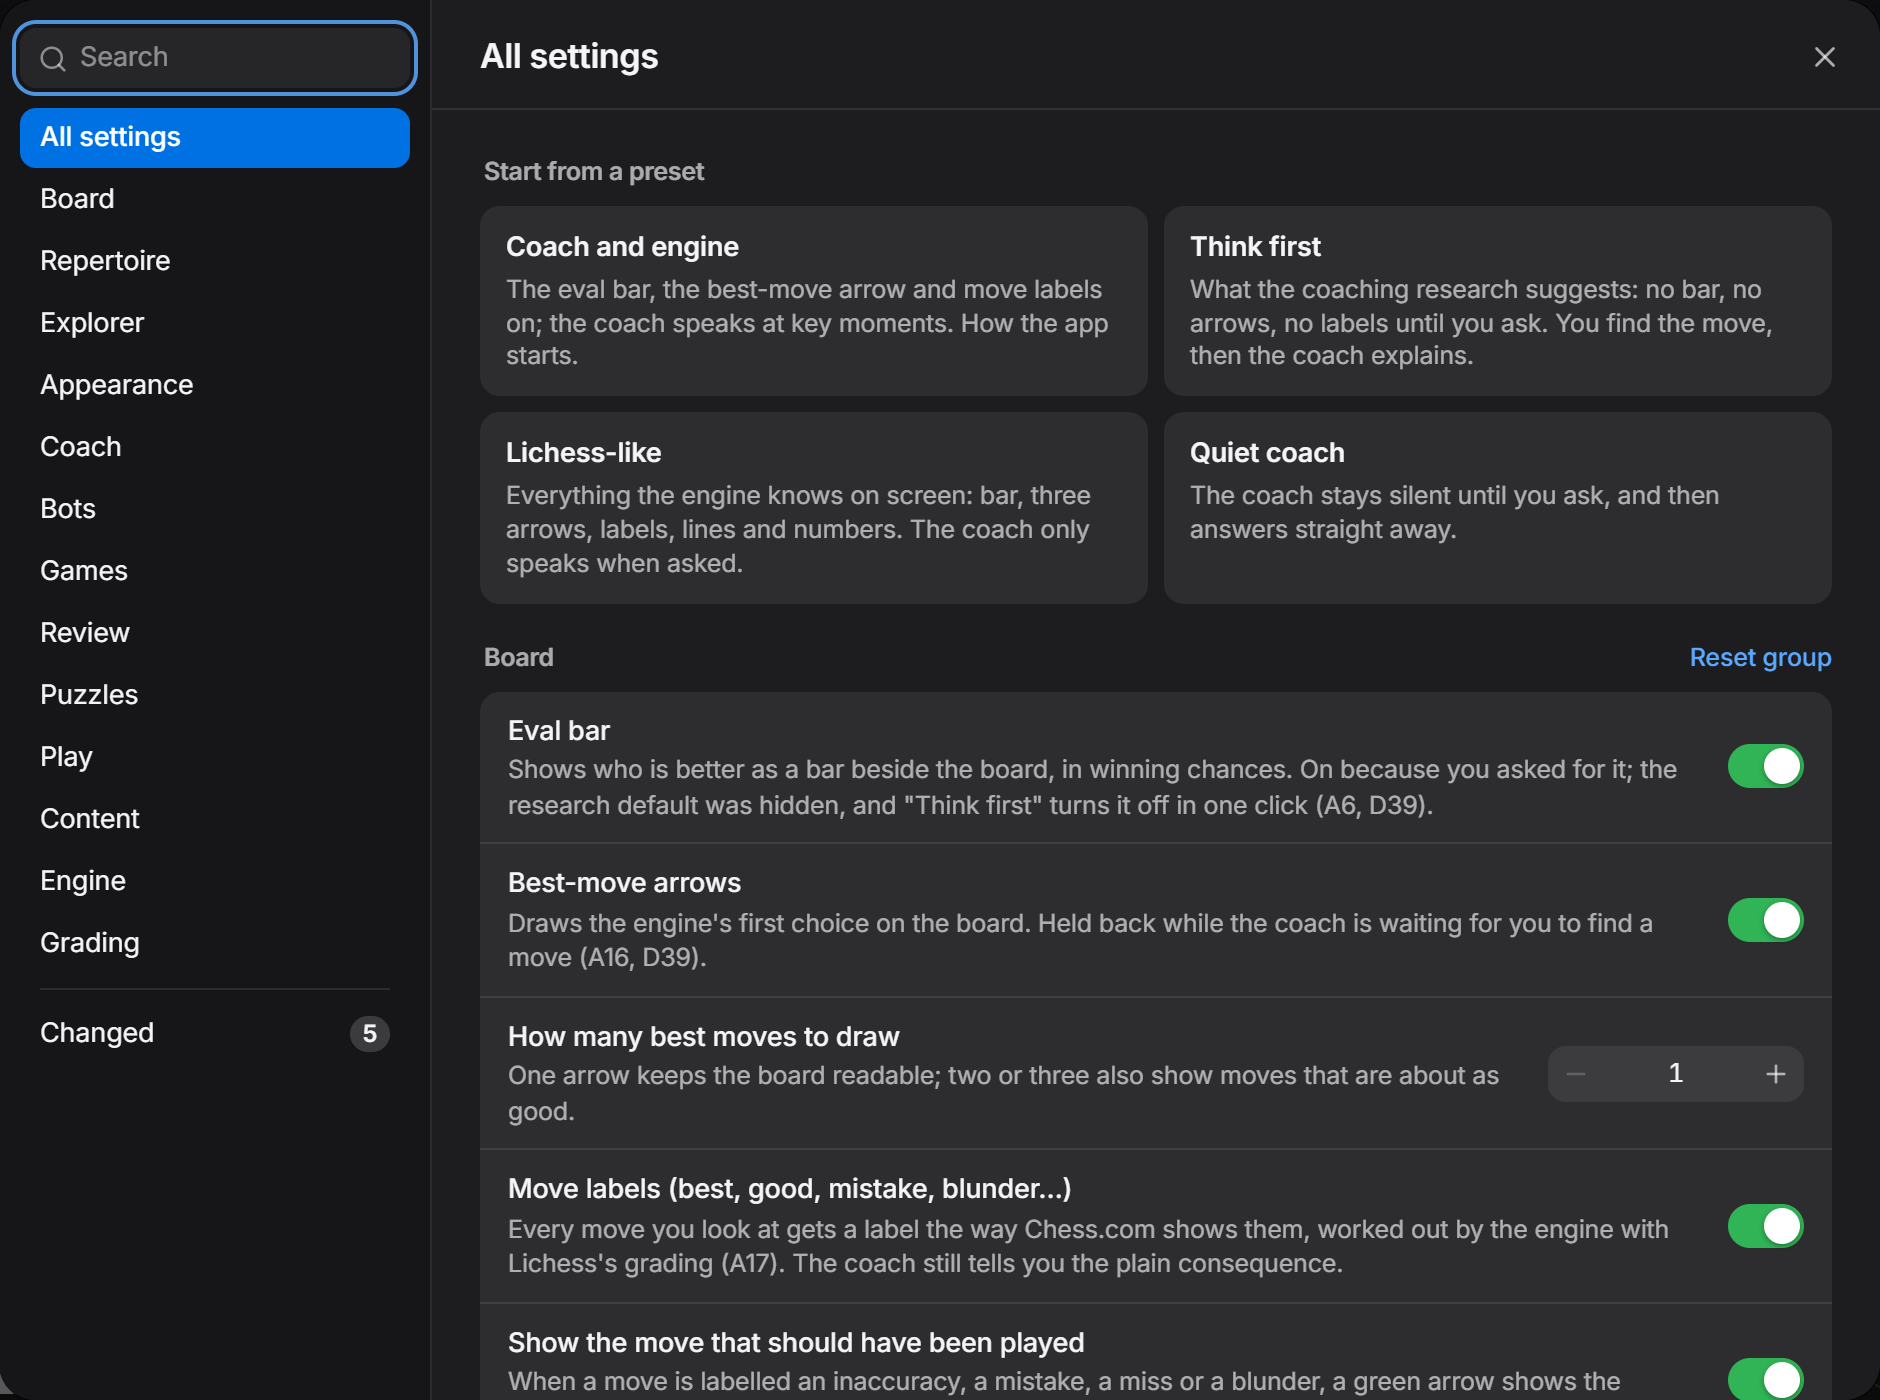 Search
All settings
Board
Repertoire
Explorer
Appearance
Coach
Bots
Games
Review
Puzzles
Play
Content
Engine
Grading
Changed
5
All settings
Start from a preset
Coach and engine
The eval bar, the best-move arrow and move labels
on; the coach speaks at key moments. How the app
starts.
Think first
What the coaching research suggests: no bar, no
arrows, no labels until you ask. You find the move,
then the coach explains.
Lichess-like
Everything the engine knows on screen: bar, three
arrows, labels, lines and numbers. The coach only
speaks when asked.
Quiet coach
The coach stays silent until you ask, and then
answers straight away.
Board
Reset group
Eval bar
Shows who is better as a bar beside the board, in winning chances. On because you asked for it; the
research default was hidden, and "Think first" turns it off in one click (A6, D39).
Best-move arrows
Draws the engine's first choice on the board. Held back while the coach is waiting for you to find a
move (A16, D39).
How many best moves to draw
One arrow keeps the board readable; two or three also show moves that are about as
good.
1
Move labels (best, good, mistake, blunder...)
Every move you look at gets a label the way Chess.com shows them, worked out by the engine with
Lichess's grading (A17). The coach still tells you the plain consequence.
Show the move that should have been played
When a move is labelled an inaccuracy, a mistake, a miss or a blunder, a green arrow shows the